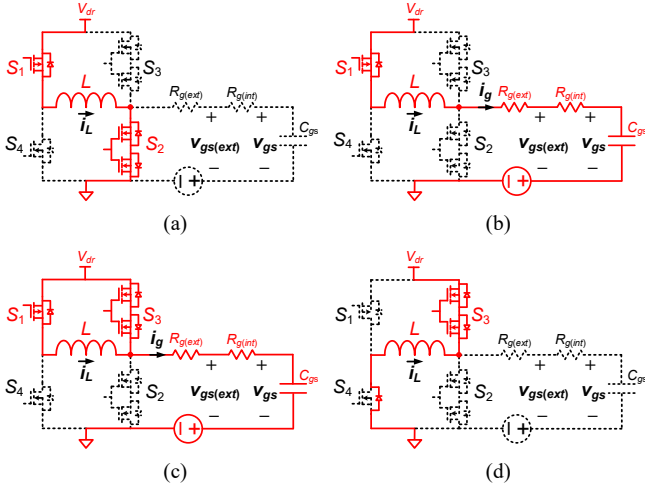 V_dr
S_1
S_3
L
R_g(ext) R_g(int)
i_L
S_4
S_2
+ +
v_gs(ext) v_gs
C_gs
− −
+
(a)
V_dr
S_1
S_3
L
i_g R_g(ext) R_g(int)
i_L
S_4
S_2
+ +
v_gs(ext) v_gs
C_gs
− −
+
(b)
V_dr
S_1
S_3
L
i_g R_g(ext) R_g(int)
i_L
S_4
S_2
+ +
v_gs(ext) v_gs
C_gs
− −
+
(c)
V_dr
S_1
S_3
L
R_g(ext) R_g(int)
i_L
S_4
S_2
+ +
v_gs(ext) v_gs
C_gs
− −
+
(d)